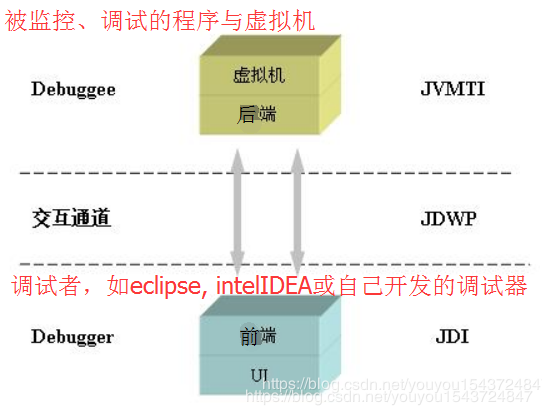 被监控、调试的程序与虚拟机
Debuggee
虚拟机
后端
JVMTI
交互通道
JDWP
调试者，如eclipse, intelIDEA或自己开发的调试器
Debugger
前端
UI
JDI
https://blog.csdn.net/youyou154372484
https://blog.csdn.net/youyou1543724847